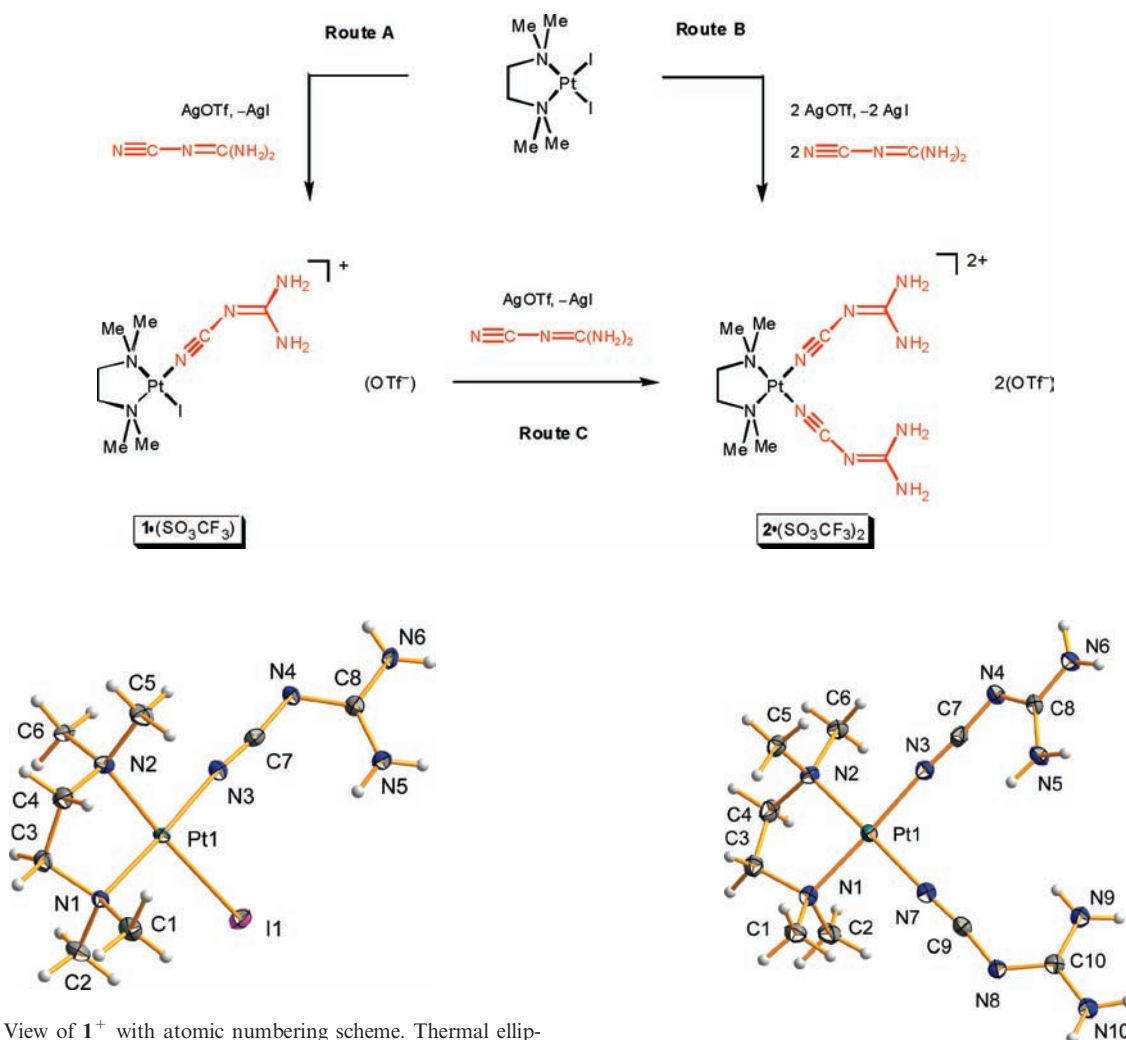 Route A
Route B
Me Me
N
Pt
I
I
N
Me Me
AgOTf, –AgI
N≡C—N=C(NH₂)₂
2 AgOTf, –2 AgI
2 N≡C—N=C(NH₂)₂
+
NH₂
N
C
NH₂
N
Me Me
N
Pt
I
N
Me Me
(OTf⁻)
AgOTf, –AgI
N≡C—N=C(NH₂)₂
Route C
2+
NH₂
N
C
NH₂
N
Me Me
N
Pt
N
Me Me
N
C
N
NH₂
NH₂
2(OTf⁻)
1•(SO₃CF₃)
2•(SO₃CF₃)₂
N6
N4
C8
C5
C6
N2
C7
N5
N3
C4
C3
Pt1
N1
C1
I1
C2
N6
N4
C6
C7
C8
C5
N3
N2
N5
C4
Pt1
C3
N1
N9
N7
C1
C2
C9
C10
N8
N10
View of 1⁺ with atomic numbering scheme. Thermal ellip-